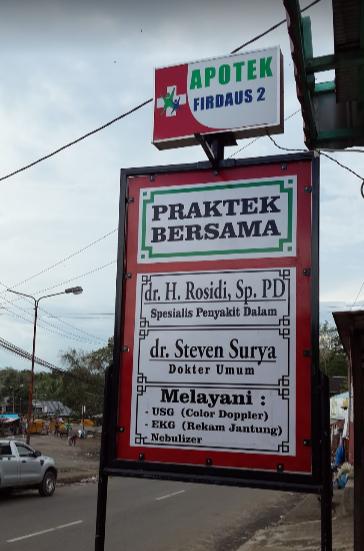 APOTEK
FIRDAUS 2
PRAKTEK
BERSAMA
dr. H. Rosidi, Sp. PD
Spesialis Penyakit Dalam
dr. Steven Surya
Dokter Umum
Melayani :
- USG (Color Doppler)
- EKG (Rekam Jantung)
- Nebulizer